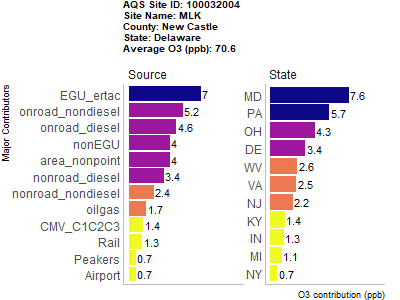 AQS Site ID: 100032004
Site Name: MLK
County: New Castle
State: Delaware
Average O3 (ppb): 70.6
Major Contributors
Source
EGU_ertac 7
onroad_nondiesel 5.2
onroad_diesel 4.6
nonEGU 4
area_nonpoint 4
nonroad_diesel 3.4
nonroad_nondiesel 2.4
oilgas 1.7
CMV_C1C2C3 1.4
Rail 1.3
Peakers 0.7
Airport 0.7
State
MD 7.6
PA 5.7
OH 4.3
DE 3.4
WV 2.6
VA 2.5
NJ 2.2
KY 1.4
IN 1.3
MI 1.1
NY 0.7
O3 contribution (ppb)